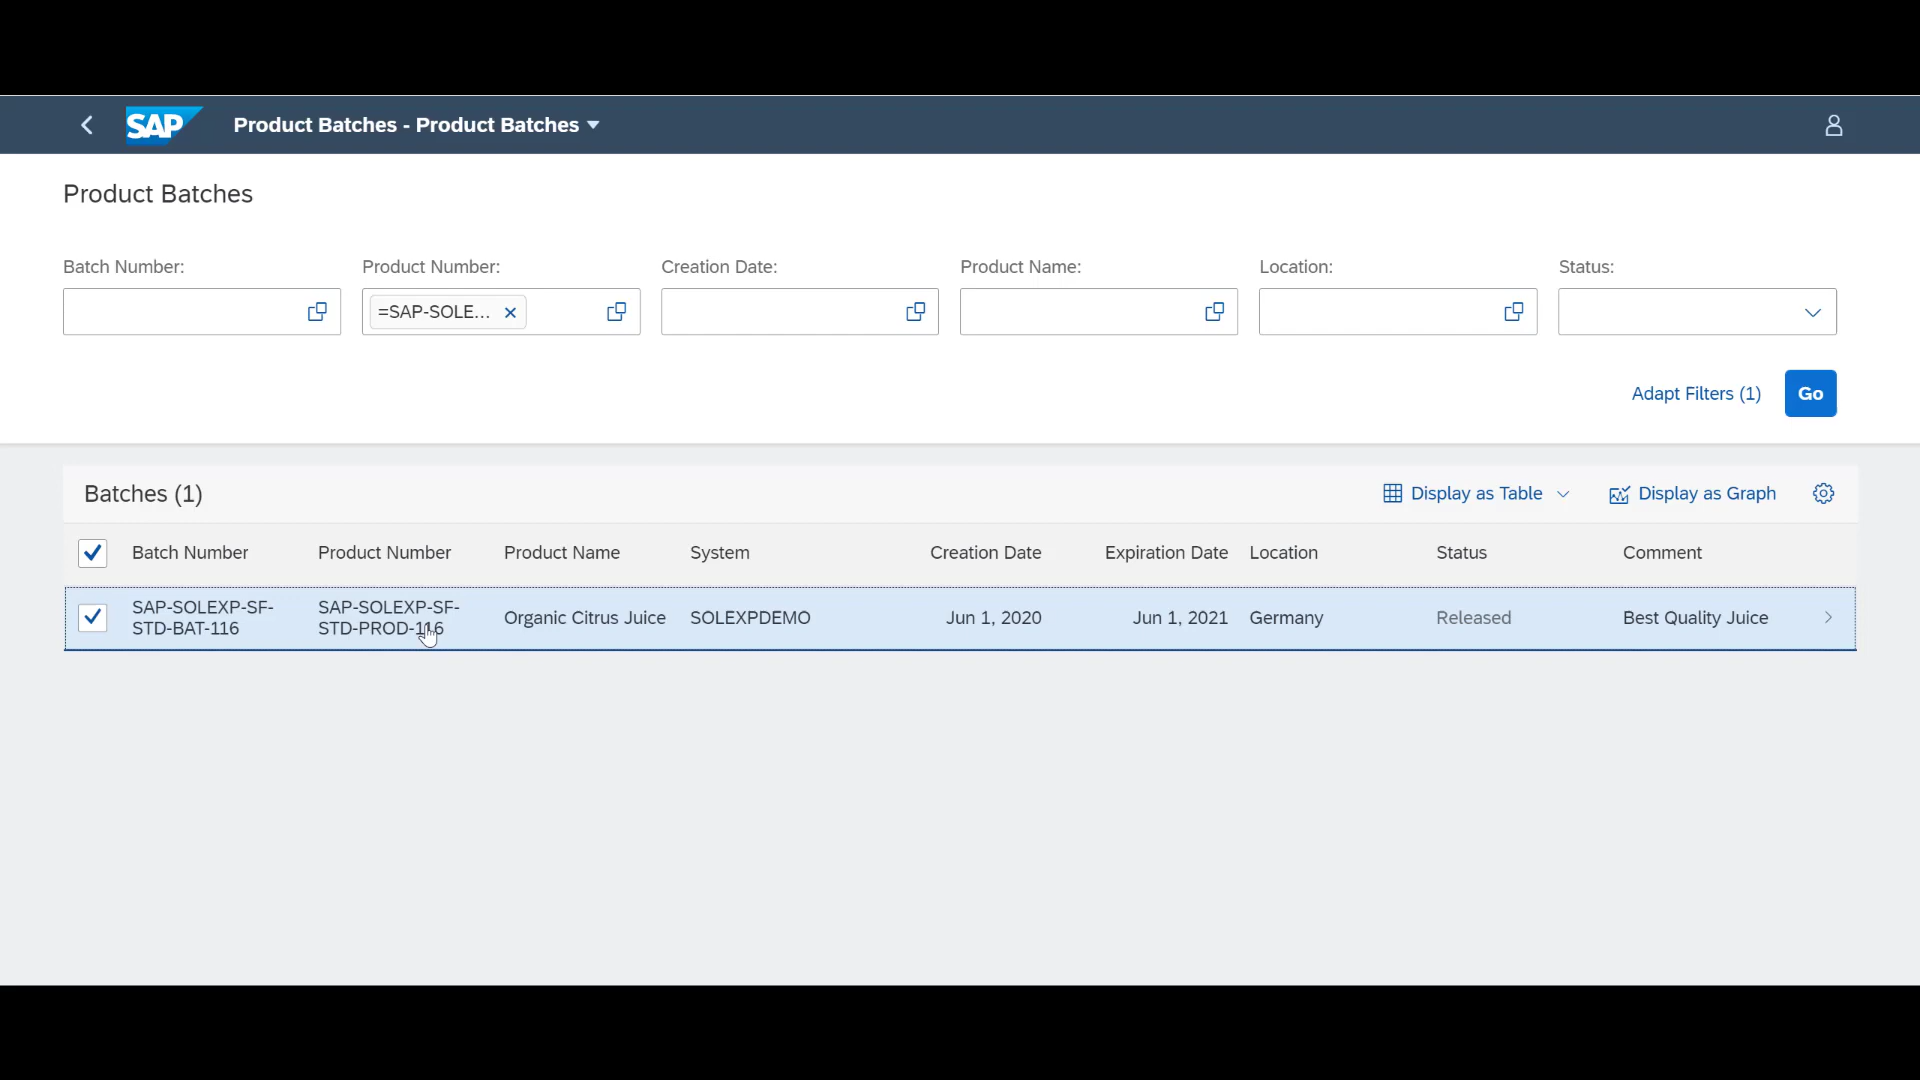 SAP
Product Batches - Product Batches
Product Batches
Batch Number:
Product Number:
Creation Date:
Product Name:
Location:
Status:
=SAP-SOLE...
Adapt Filters (1)
Go
Batches (1)
Display as Table
Display as Graph
Batch Number
Product Number
Product Name
System
Creation Date
Expiration Date
Location
Status
Comment
SAP-SOLEXP-SF-
STD-BAT-116
SAP-SOLEXP-SF-
STD-PROD-116
Organic Citrus Juice
SOLEXPDEMO
Jun 1, 2020
Jun 1, 2021
Germany
Released
Best Quality Juice